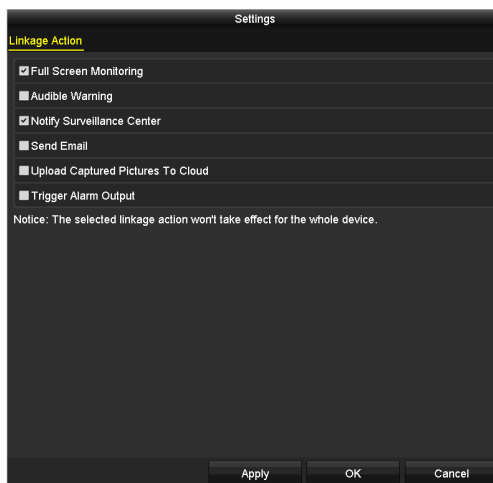 Settings
Linkage Action
Full Screen Monitoring
Audible Warning
Notify Surveillance Center
Send Email
Upload Captured Pictures To Cloud
Trigger Alarm Output
Notice: The selected linkage action won't take effect for the whole device.
Apply OK Cancel